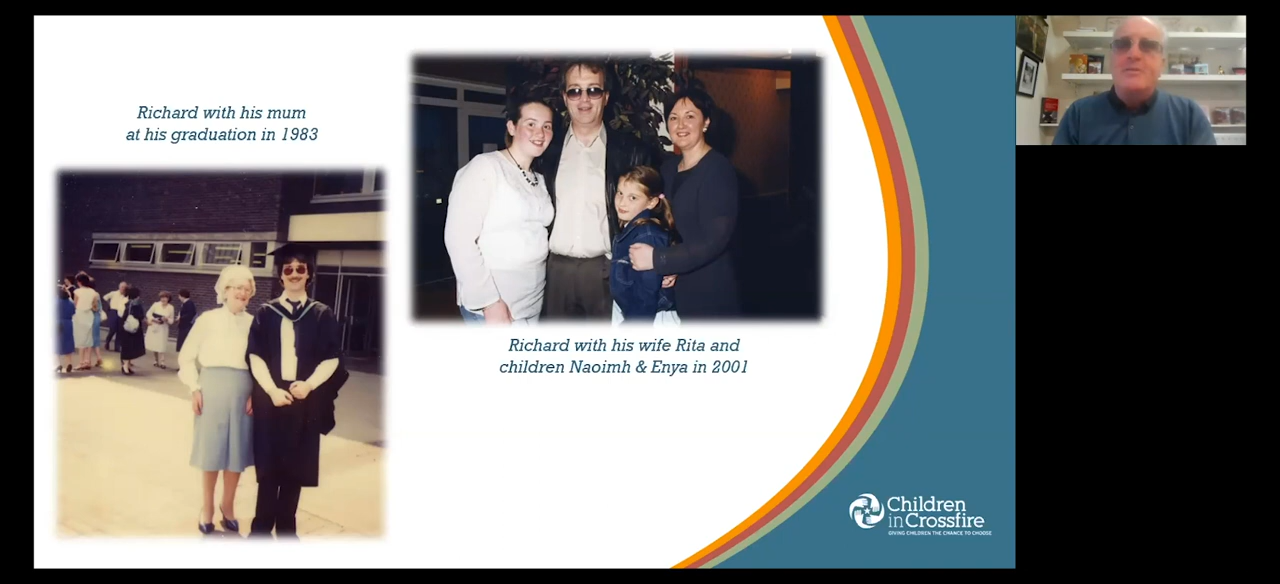 Richard with his mum
at his graduation in 1983
Richard with his wife Rita and
children Naoimh & Enya in 2001
Children
in Crossfire
GIVING CHILDREN THE CHANCE TO CHOOSE